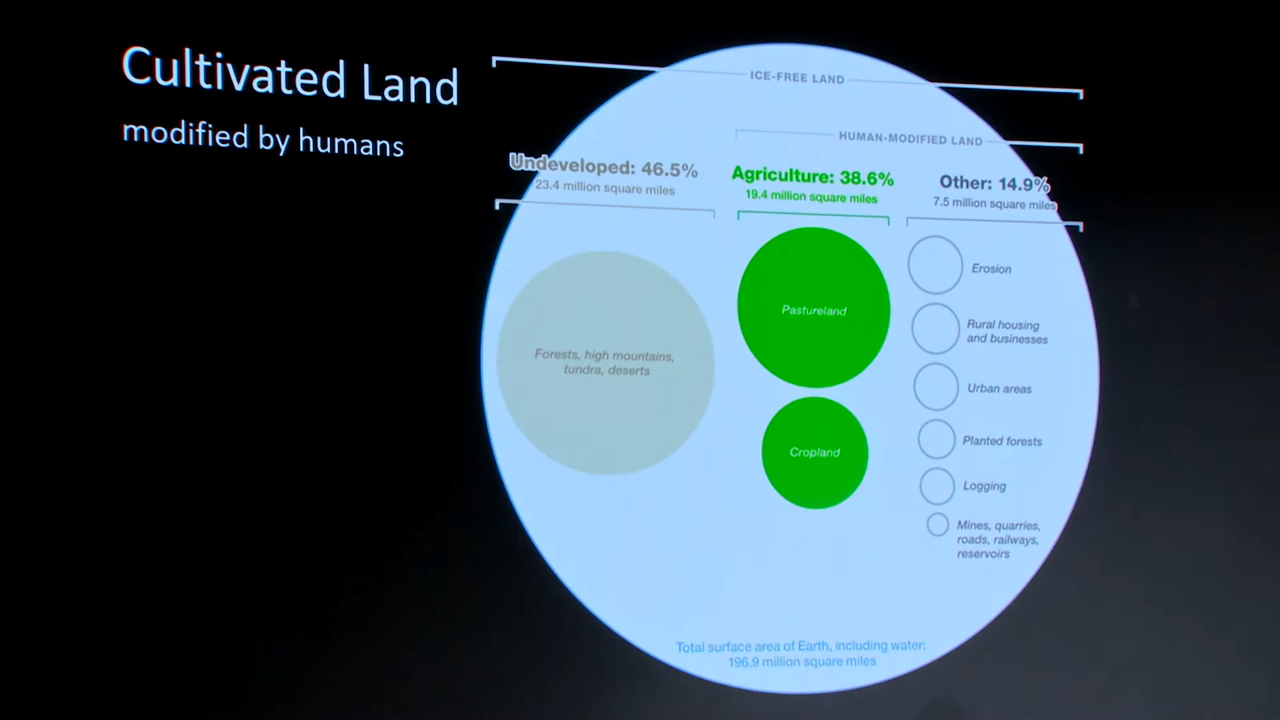 Cultivated Land
modified by humans
ICE-FREE LAND
HUMAN-MODIFIED LAND
Undeveloped: 46.5%
23.4 million square miles
Agriculture: 38.6%
19.4 million square miles
Other: 14.9%
7.5 million square miles
Forests, high mountains,
tundra, deserts
Pastureland
Cropland
Erosion
Rural housing
and businesses
Urban areas
Planted forests
Logging
Mines, quarries,
roads, railways,
reservoirs
Total surface area of Earth, including water:
196.9 million square miles